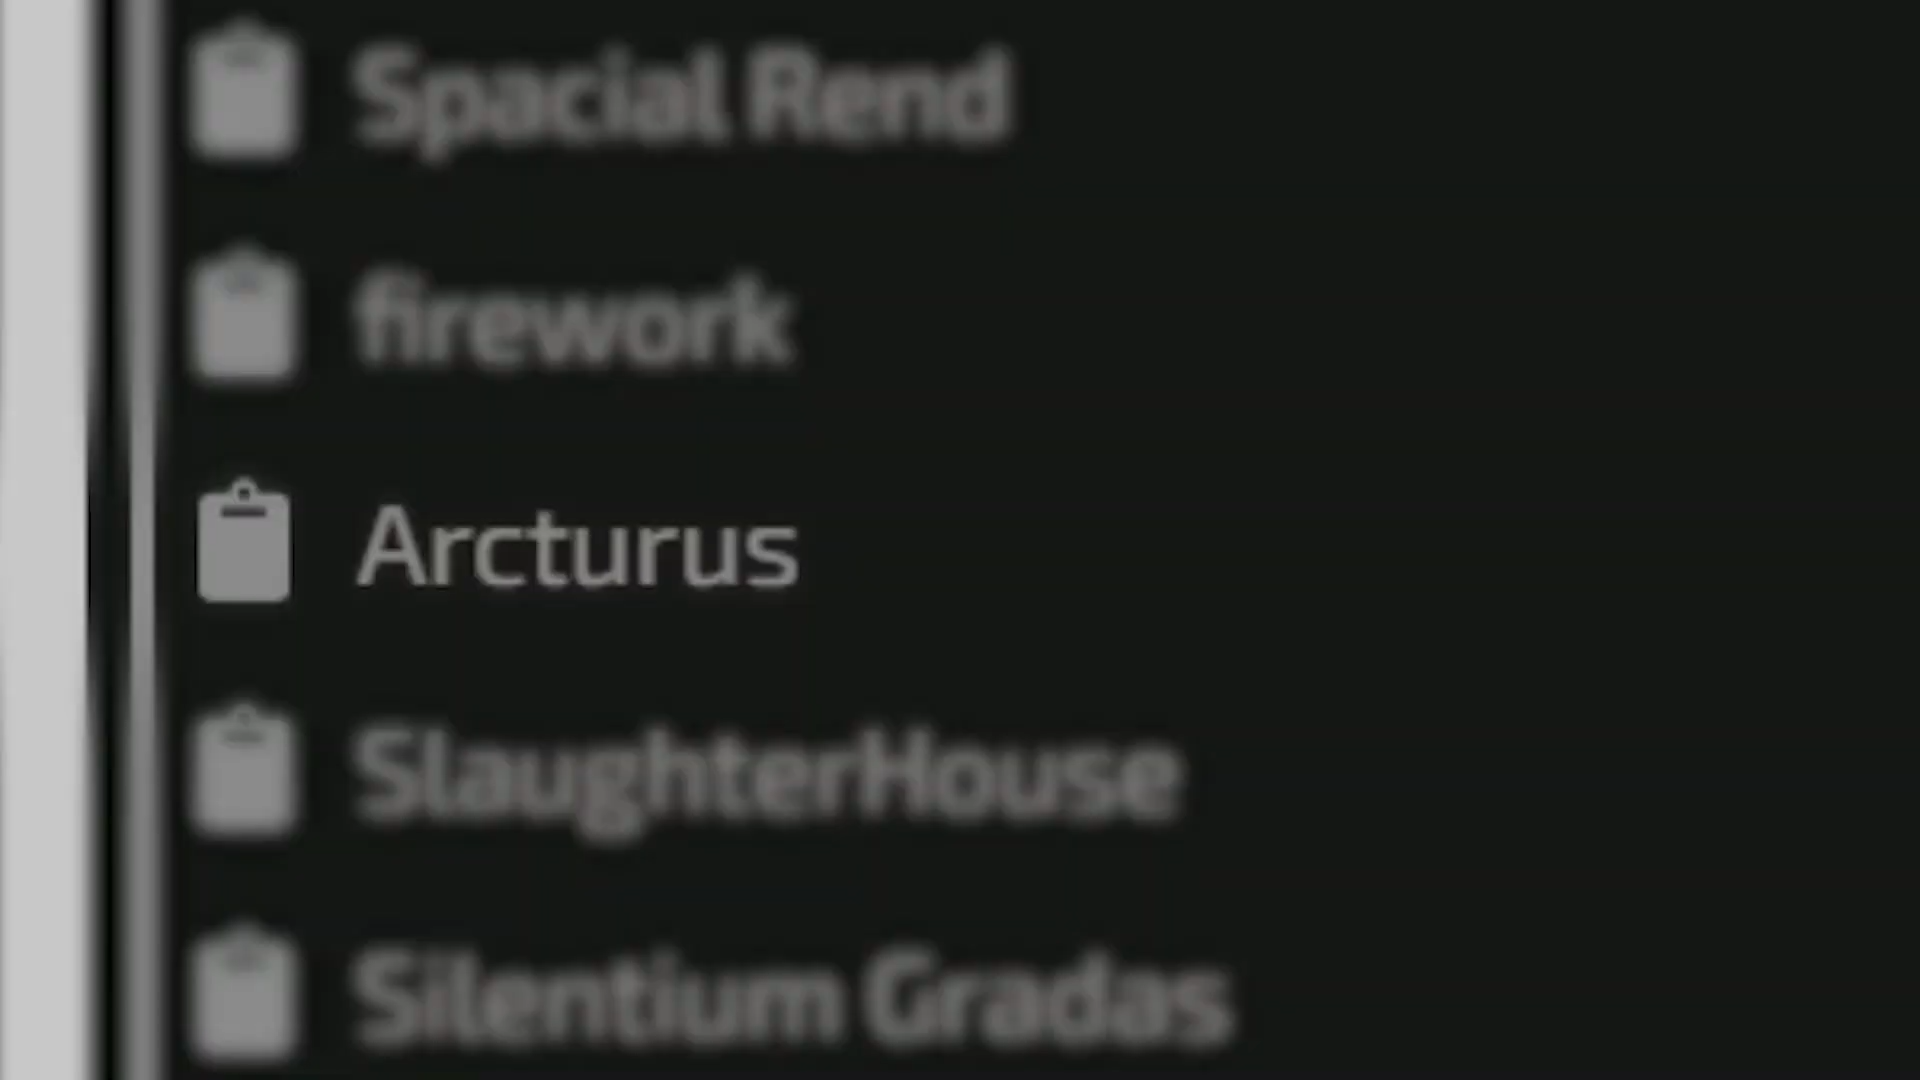 Spacial Rend
firework
Arcturus
SlaughterHouse
Silentium Gradas